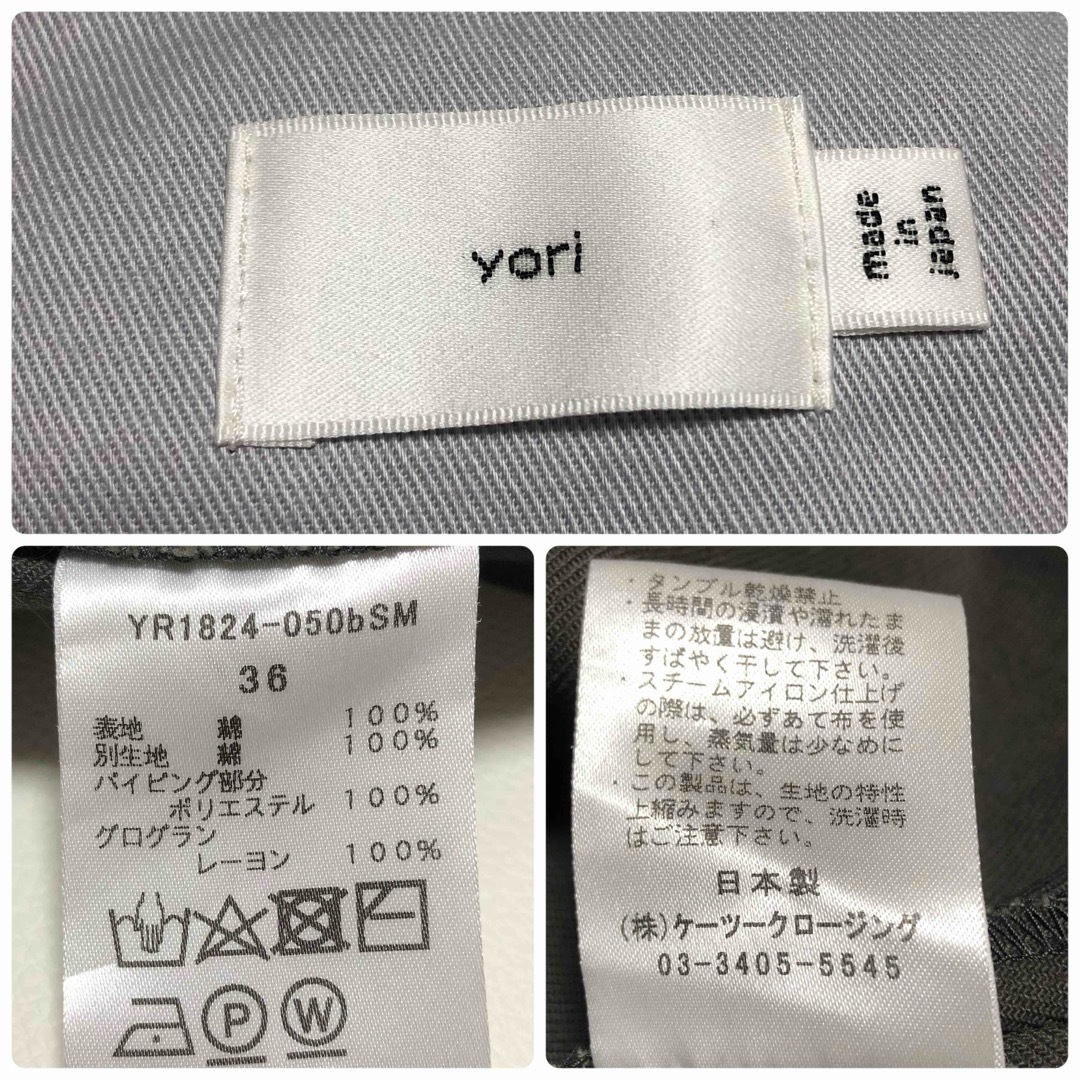 yori
made
in
japan
YR1824-050bSM
36
表地 綿 100%
別生地 綿 100%
パイピング部分
ポリエステル 100%
グログラン
レーヨン 100%
P
W
・タンブル乾燥禁止
・長時間の浸漬や濡れたま
まの放置は避け、洗濯後
すばやく干して下さい。
・スチームアイロン仕上げ
の際は、必ずあて布を使
用し、蒸気量は少なめに
して下さい。
・この製品は、生地の特性
上縮みますので、洗濯時
はご注意下さい。
日本製
(株)ケーツークロージング
03-3405-5545